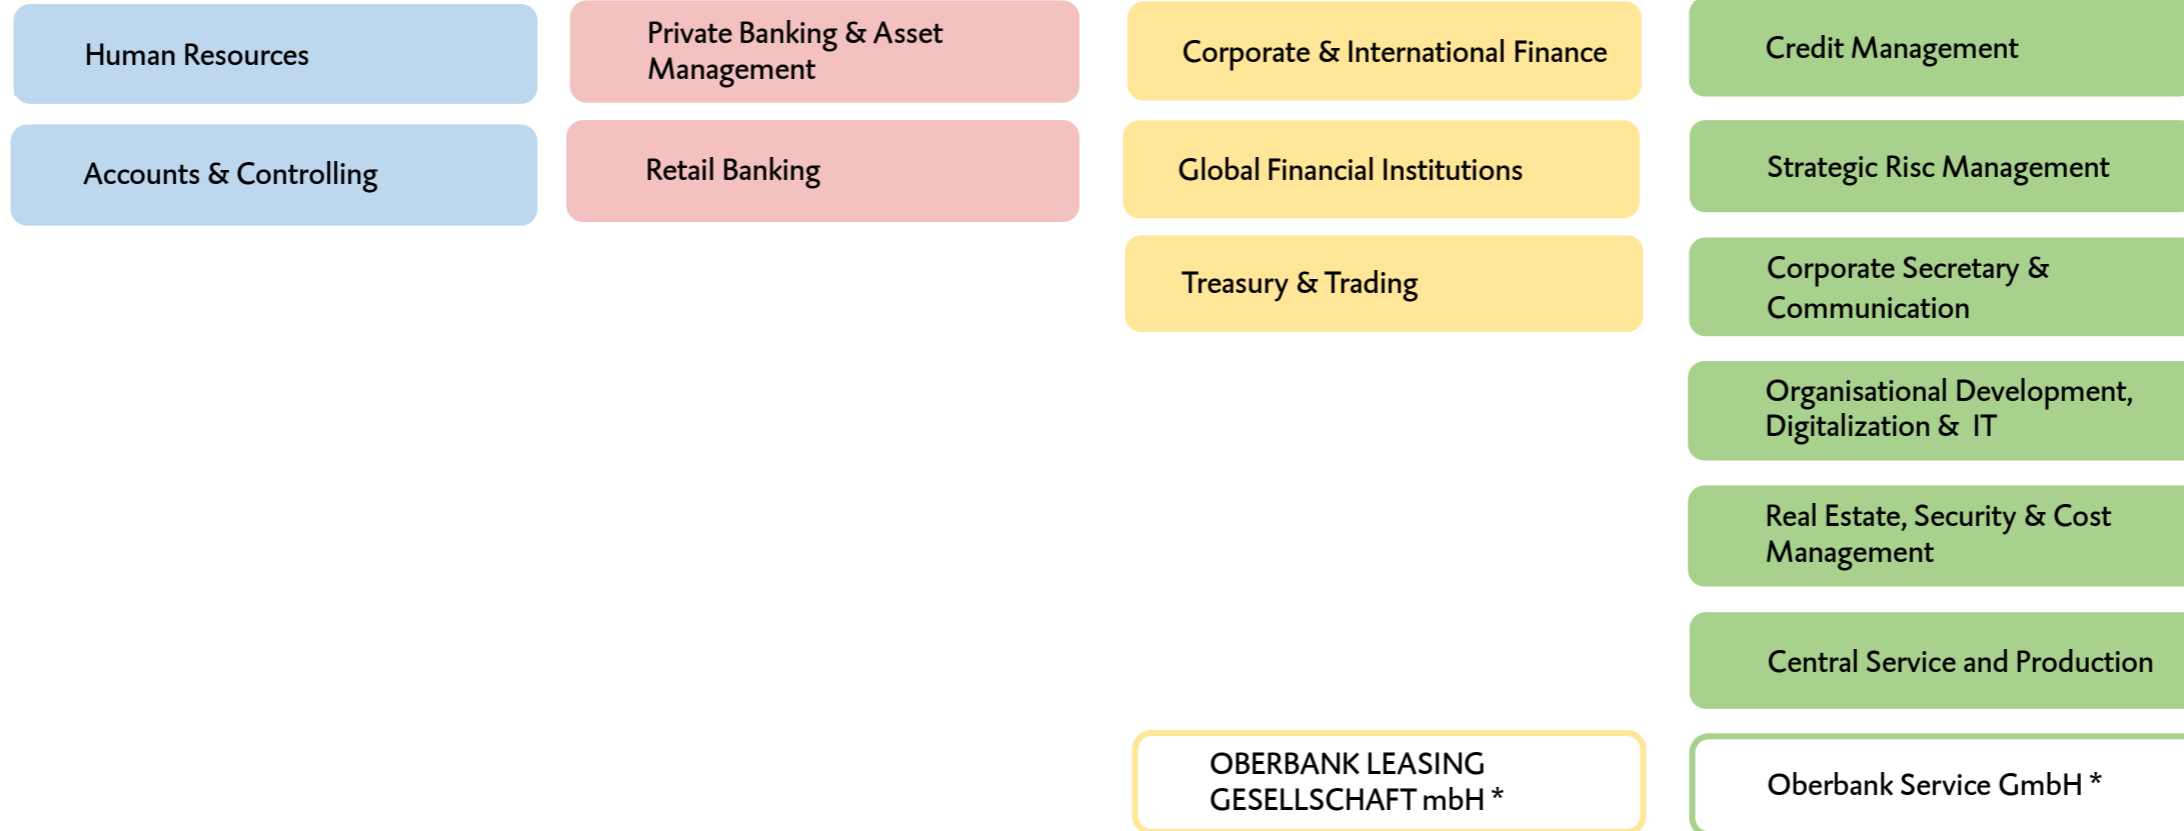 Human Resources
Accounts & Controlling
Private Banking & Asset
Management
Retail Banking
Corporate & International Finance
Global Financial Institutions
Treasury & Trading
OBERBANK LEASING
GESELLSCHAFT mbH *
Credit Management
Strategic Risc Management
Corporate Secretary &
Communication
Organisational Development,
Digitalization & IT
Real Estate, Security & Cost
Management
Central Service and Production
Oberbank Service GmbH *